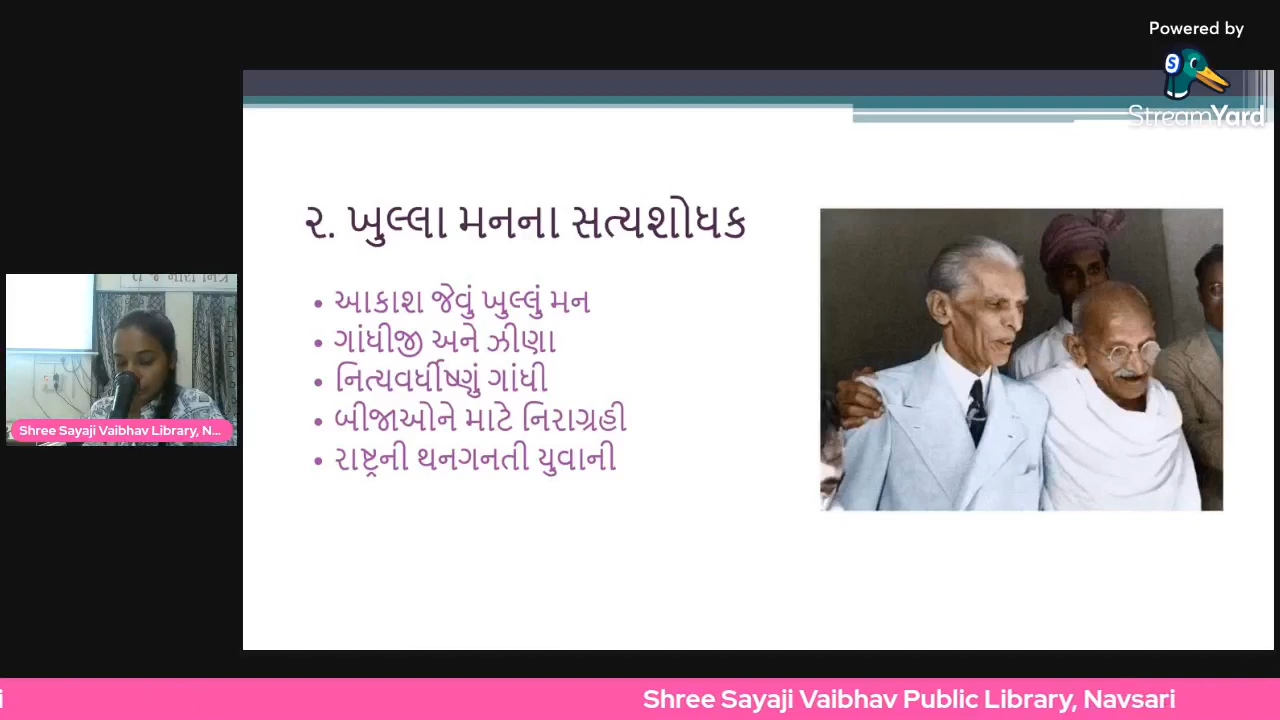 Powered by
StreamYard
૨. ખુલ્લા મનના સત્યશોધક
• આકાશ જેવું ખુલ્લું મન
• ગાંધીજી અને ઝીણા
• નિત્યવર્ધીષ્ણું ગાંધી
• બીજાઓને માટે નિરાગ્રહી
• રાષ્ટ્રની થનગનતી યુવાની
Shree Sayaji Vaibhav Library, N...
Shree Sayaji Vaibhav Public Library, Navsari